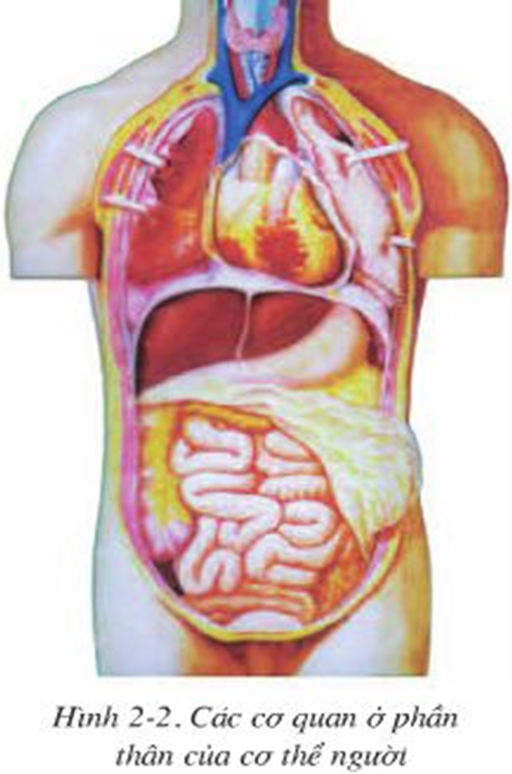 Hình 2-2. Các cơ quan ở phần
thân của cơ thể người